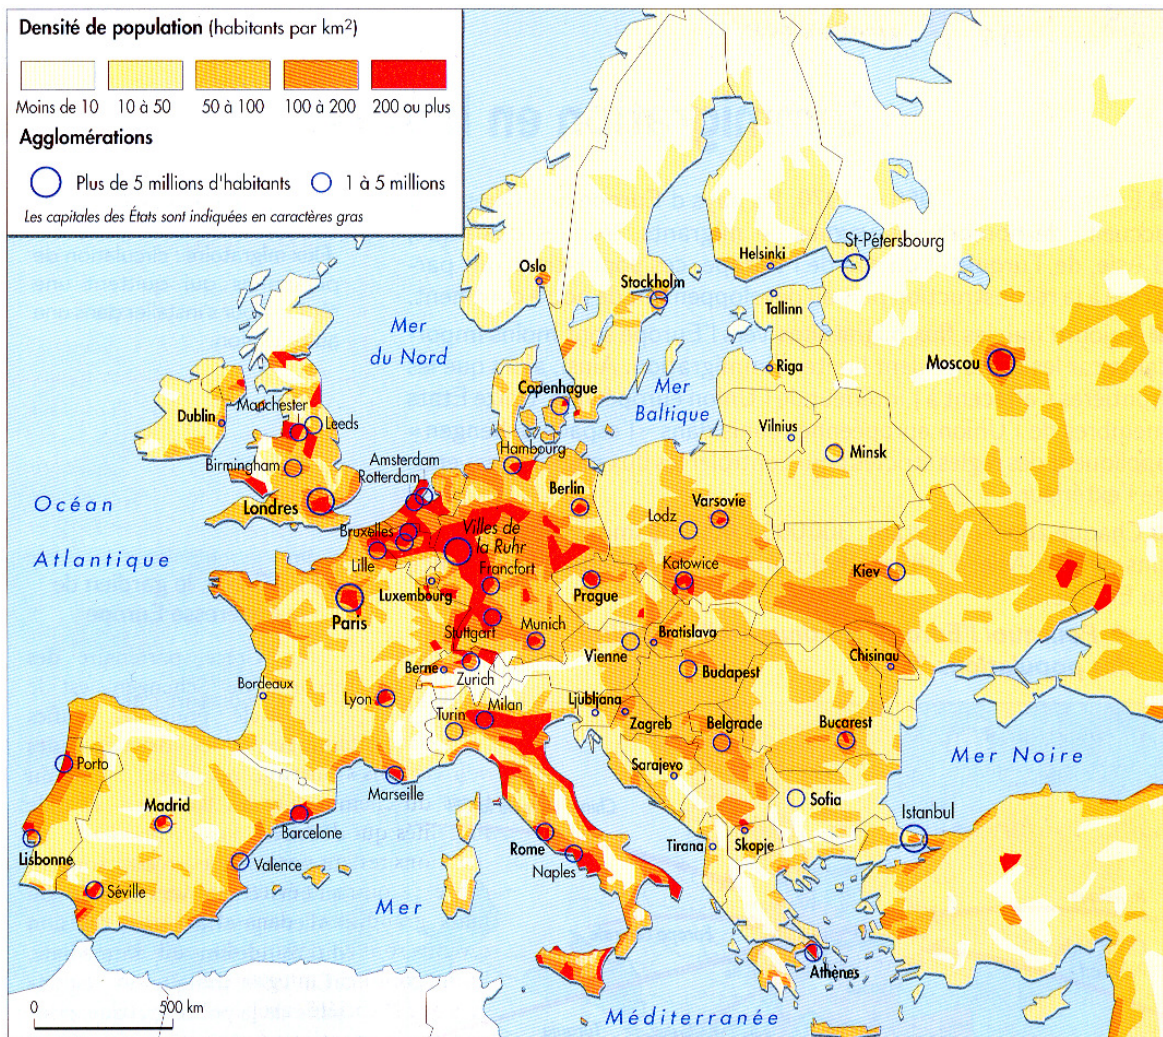 Densité de population (habitants par km²)
Moins de 10
10 à 50
50 à 100
100 à 200
200 ou plus
Agglomérations
Plus de 5 millions d'habitants
1 à 5 millions
Les capitales des États sont indiquées en caractères gras
Oslo
Stockholm
Helsinki
St-Pétersbourg
Tallinn
Mer
du Nord
Riga
Moscou
Mer
Baltique
Copenhague
Dublin
Manchester
Leeds
Vilnius
Minsk
Hambourg
Birmingham
Amsterdam
Rotterdam
Berlin
Londres
Varsovie
Lodz
Océan
Atlantique
Bruxelles
Villes de
la Ruhr
Lille
Francfort
Katowice
Kiev
Luxembourg
Prague
Paris
Stuttgart
Munich
Vienne
Bratislava
Chisinau
Berne
Zurich
Budapest
Bordeaux
Lyon
Turin
Milan
Ljubljana
Zagreb
Belgrade
Bucarest
Porto
Marseille
Sarajevo
Mer Noire
Madrid
Barcelone
Sofia
Istanbul
Lisbonne
Valence
Rome
Naples
Tirana
Skopje
Séville
Mer
Athènes
0
500 km
Méditerranée